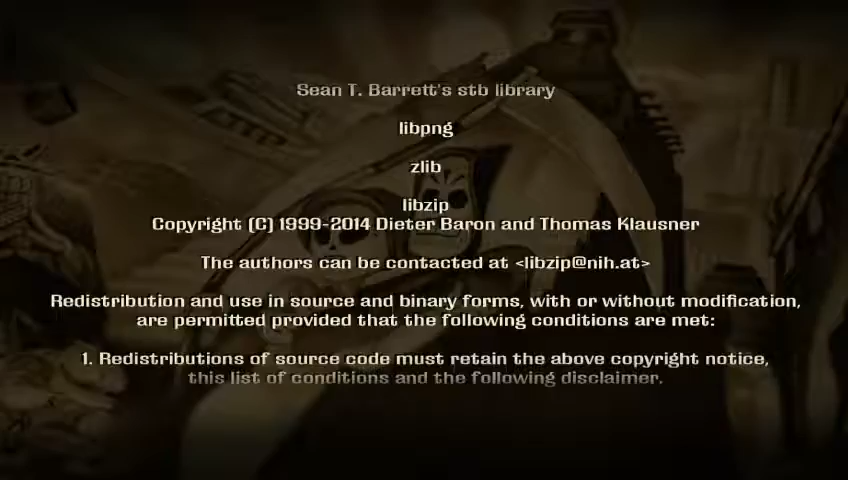 Sean T. Barrett's stb library
libpng
zlib
libzip
Copyright (C) 1999-2014 Dieter Baron and Thomas Klausner
The authors can be contacted at <libzip@nih.at>
Redistribution and use in source and binary forms, with or without modification,
are permitted provided that the following conditions are met:
1. Redistributions of source code must retain the above copyright notice,
this list of conditions and the following disclaimer.